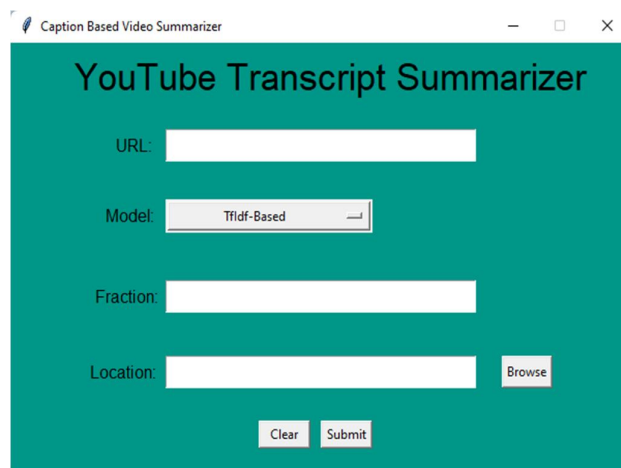 Caption Based Video Summarizer
YouTube Transcript Summarizer
URL:
Model: TfIdf-Based
Fraction:
Location: Browse
Clear Submit